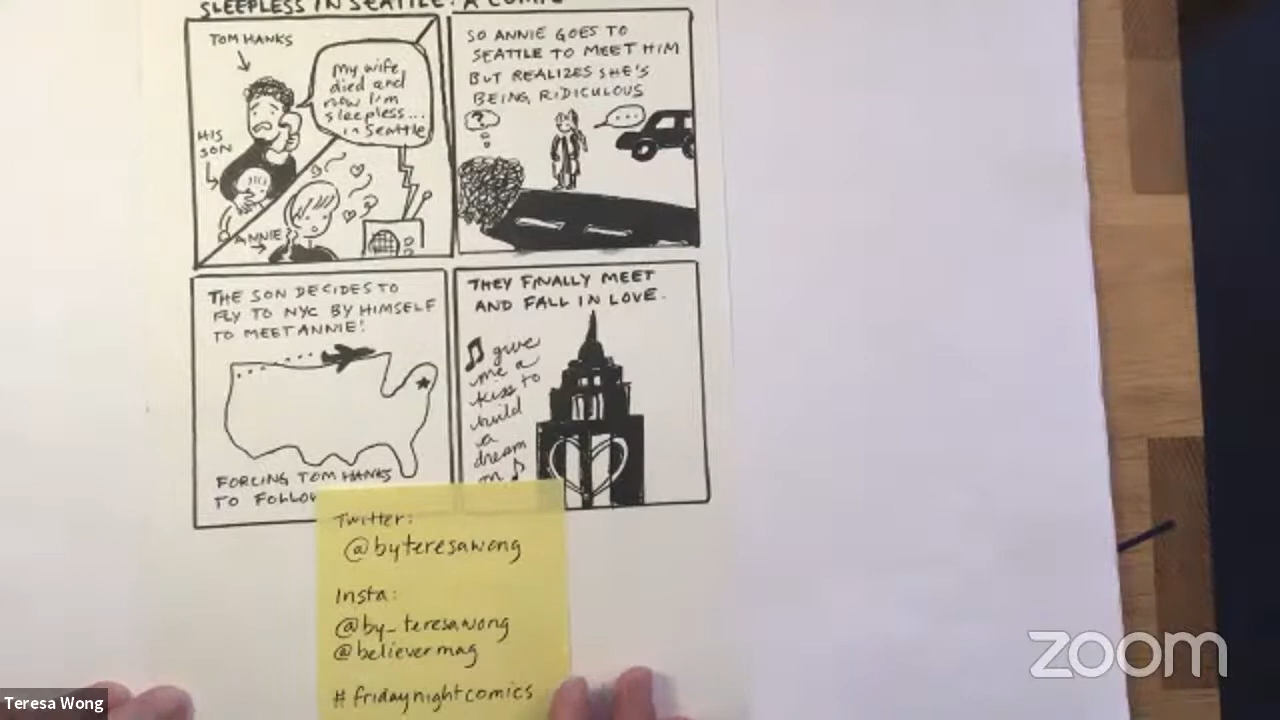 SLEEPLESS IN SEATTLE: A COMIC
TOM HANKS
My wife
died and
now I'm
sleepless...
in Seattle
HIS
SON
ANNIE
SO ANNIE GOES TO
SEATTLE TO MEET HIM
BUT REALIZES SHE'S
BEING RIDICULOUS
?
...
THE SON DECIDES TO
FLY TO NYC BY HIMSELF
TO MEET ANNIE!
FORCING TOM HANKS
TO FOLLOW
THEY FINALLY MEET
AND FALL IN LOVE.
♫ give
me a
kiss to
build
a
dream
on ♪
Twitter:
@byteresawong
Insta:
@by_teresawong
@believermag
#fridaynightcomics
Teresa Wong
zoom